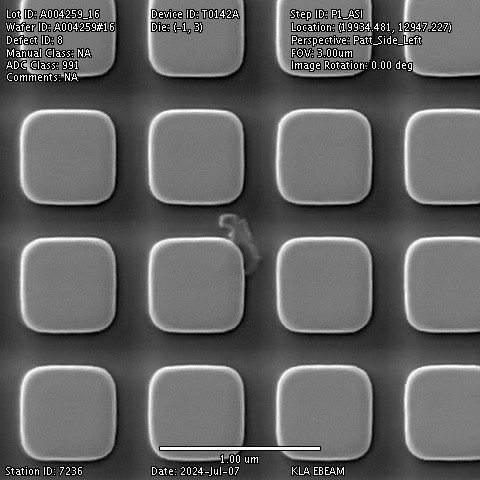 Lot ID: A004259_16
Wafer ID: A004259#16
Defect ID: 8
Manual Class: NA
ADC Class: 991
Comments: NA
Device ID: T0142A
Die: (-1, 3)
Step ID: P1_ASI
Location: (19934.481, 12947.227)
Perspective: Patt_Side_Left
FOV: 3.00um
Image Rotation: 0.00 deg
1.00 um
Station ID: 7236
Date: 2024-Jul-07
KLA EBEAM